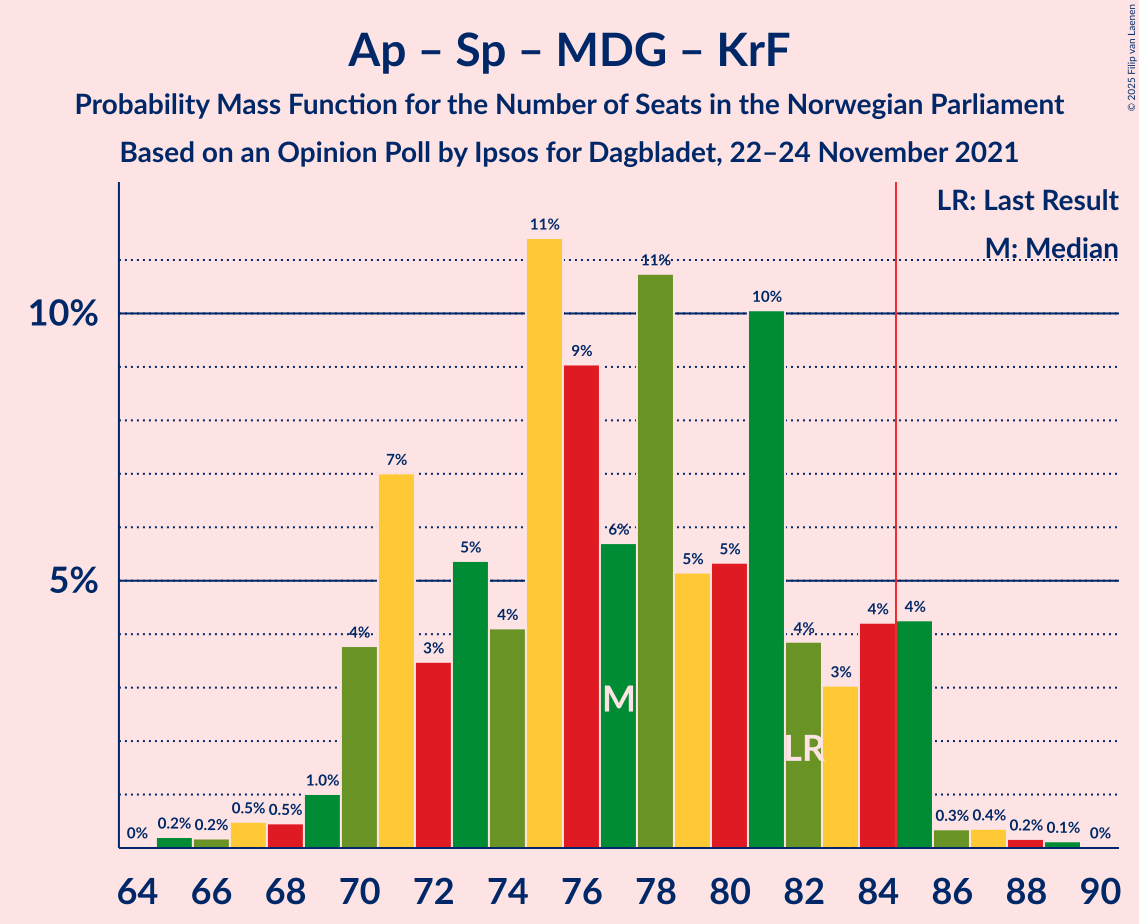 Ap – Sp – MDG – KrF
Probability Mass Function for the Number of Seats in the Norwegian Parliament
Based on an Opinion Poll by Ipsos for Dagbladet, 22–24 November 2021
© 2025 Filip van Laenen
LR: Last Result
M: Median
10%
5%
0% 0.2% 0.2% 0.5% 0.5% 1.0% 4% 7% 3% 5% 4% 11% 9% 6% 11% 5% 5% 10% 4% 3% 4% 4% 0.3% 0.4% 0.2% 0.1% 0%
M
LR
64 66 68 70 72 74 76 78 80 82 84 86 88 90